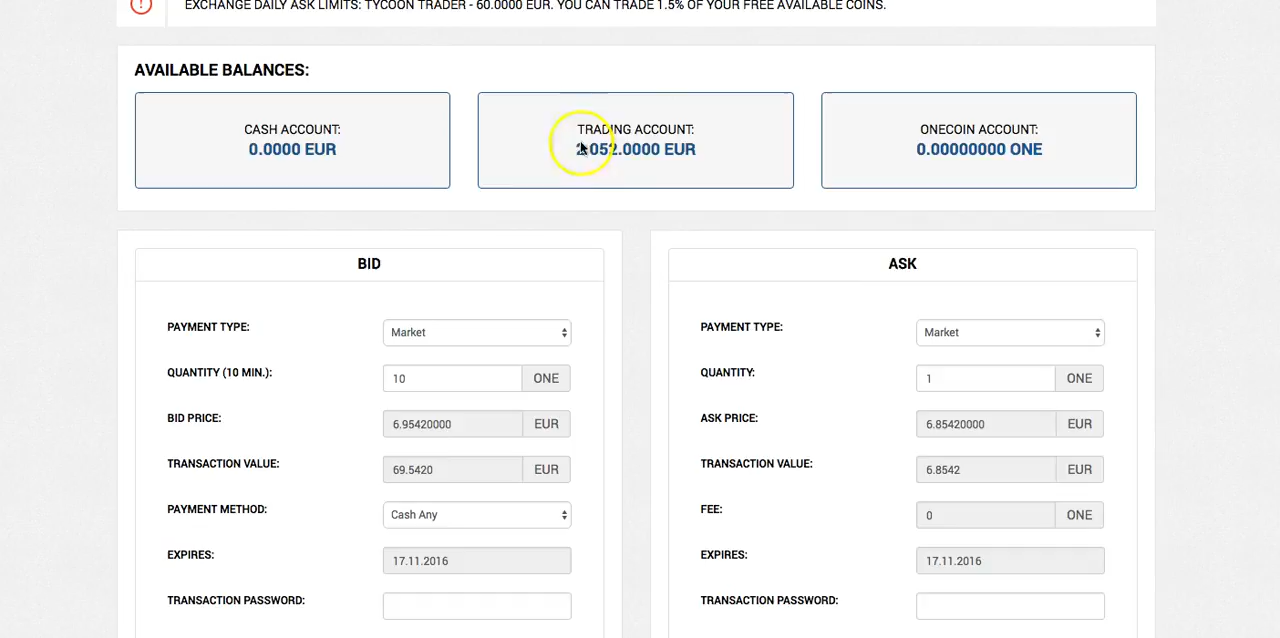 EXCHANGE DAILY ASK LIMITS: TYCOON TRADER - 60.0000 EUR. YOU CAN TRADE 1.5% OF YOUR FREE AVAILABLE COINS.
AVAILABLE BALANCES:
CASH ACCOUNT:
0.0000 EUR
TRADING ACCOUNT:
2,052.0000 EUR
ONECOIN ACCOUNT:
0.00000000 ONE
BID
PAYMENT TYPE:
Market
QUANTITY (10 MIN.):
10 ONE
BID PRICE:
6.95420000 EUR
TRANSACTION VALUE:
69.5420 EUR
PAYMENT METHOD:
Cash Any
EXPIRES:
17.11.2016
TRANSACTION PASSWORD:
ASK
PAYMENT TYPE:
Market
QUANTITY:
1 ONE
ASK PRICE:
6.85420000 EUR
TRANSACTION VALUE:
6.8542 EUR
FEE:
0 ONE
EXPIRES:
17.11.2016
TRANSACTION PASSWORD: